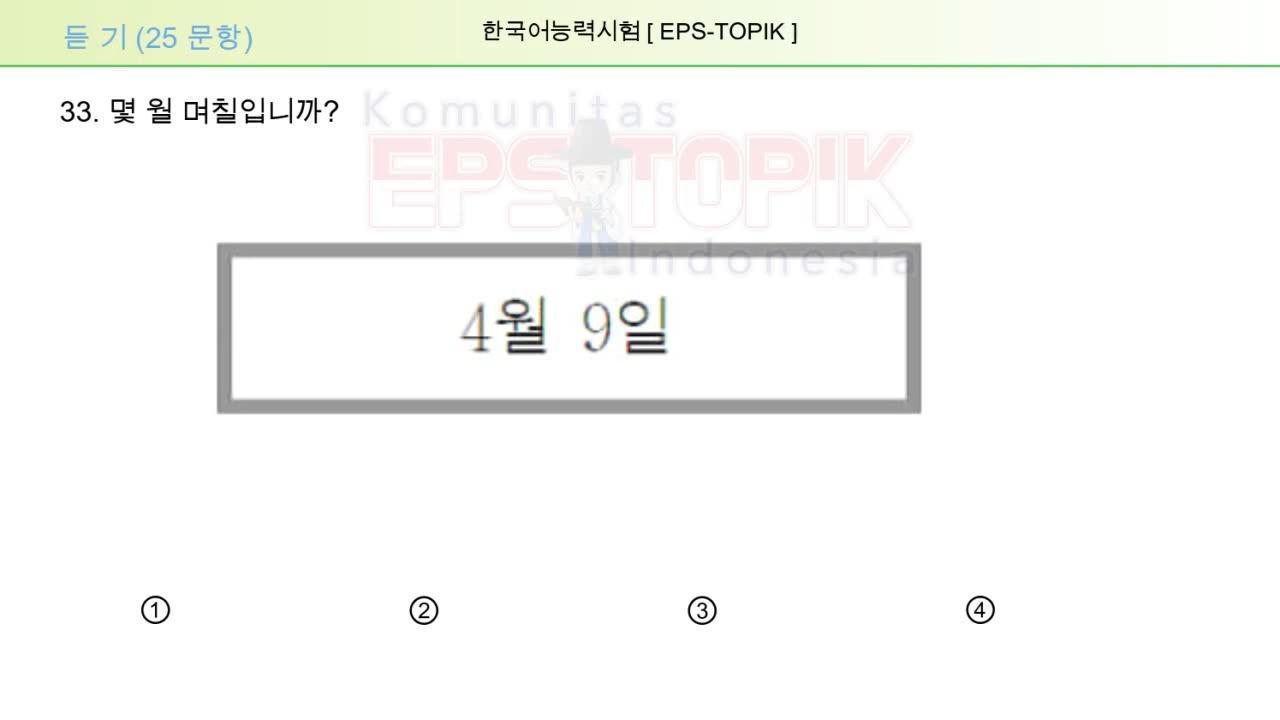 듣 기 (25 문항)
한국어능력시험 [ EPS-TOPIK ]
33. 몇 월 며칠입니까?
Komunitas
EPS TOPIK
Indonesia
4월 9일
① ② ③ ④